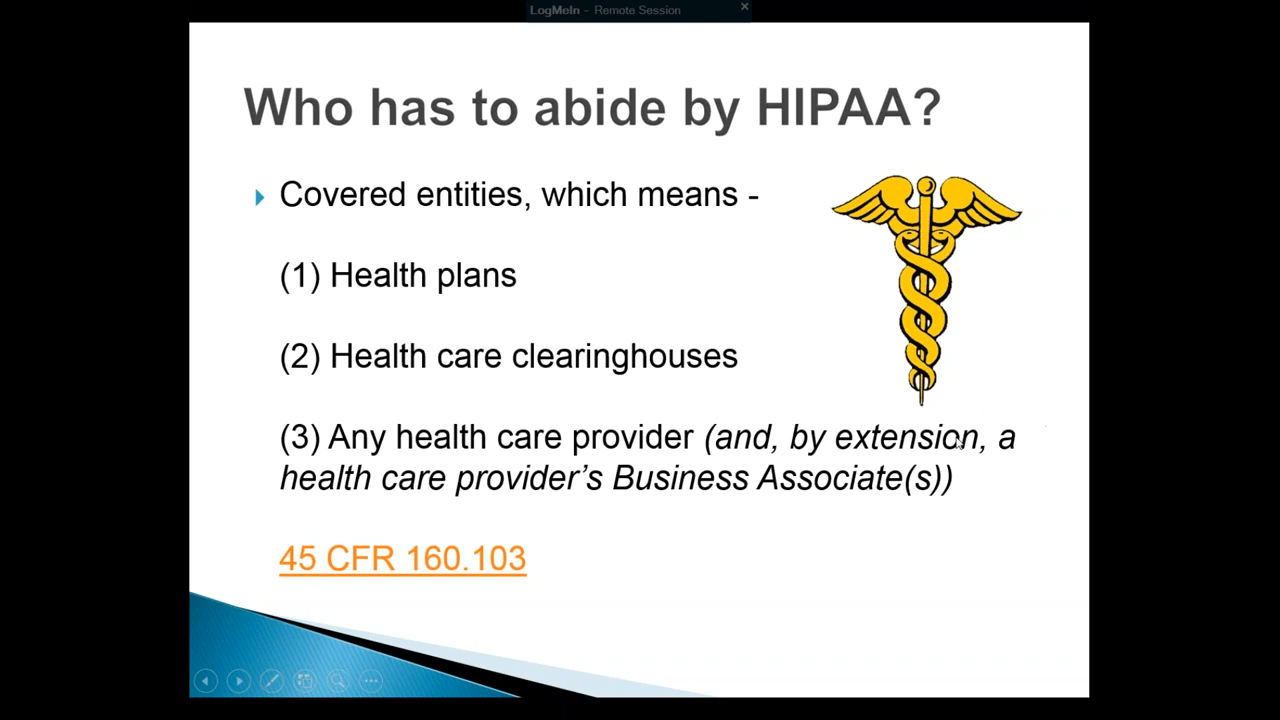 LogMeIn - Remote Session
Who has to abide by HIPAA?
Covered entities, which means -
(1) Health plans
(2) Health care clearinghouses
(3) Any health care provider (and, by extension, a
health care provider’s Business Associate(s))
45 CFR 160.103